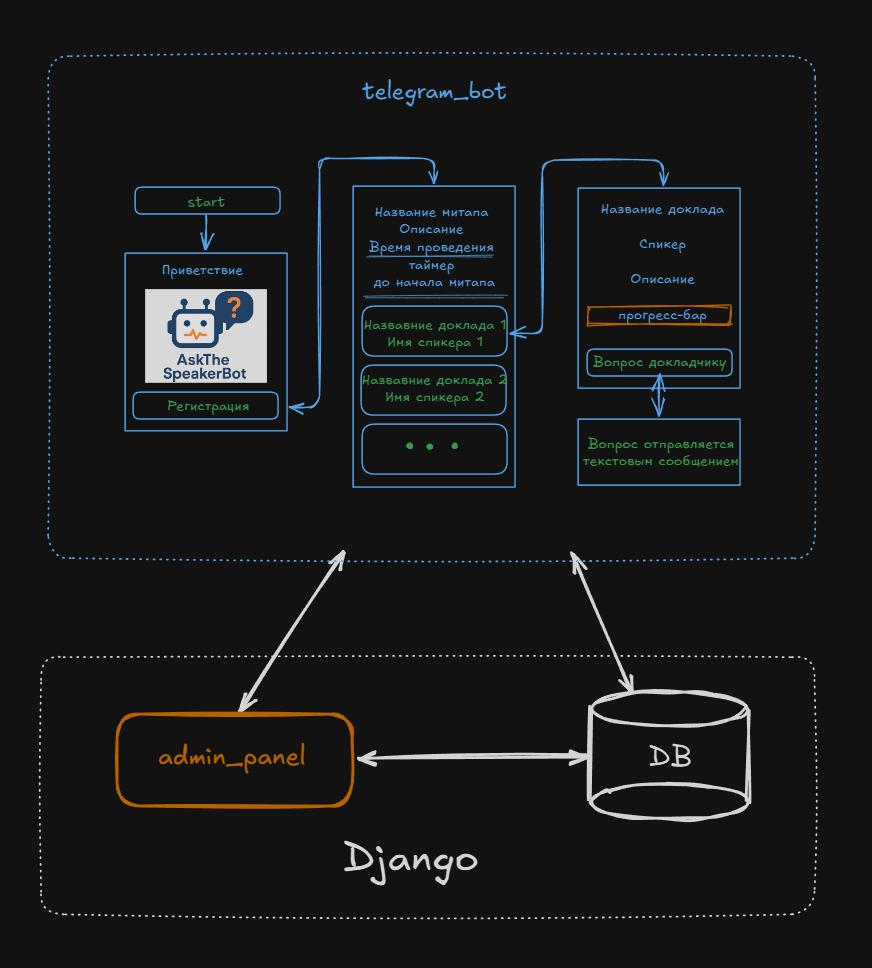 telegram_bot
start
Приветствие
?
AskThe
SpeakerBot
Регистрация
Название митапа
Описание
Время проведения
таймер
до начала митапа
Назвавние доклада 1
Имя спикера 1
Назвавние доклада 2
Имя спикера 2
• • •
Название доклада
Спикер
Описание
прогресс-бар
Вопрос докладчику
Вопрос отправляется
текстовым сообщением
admin_panel
DB
Django